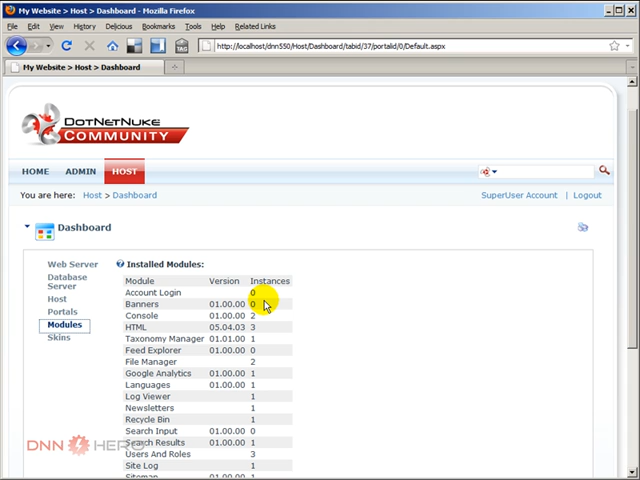 My Website > Host > Dashboard - Mozilla Firefox
File Edit View History Delicious Bookmarks Tools Help Related Links
TAG http://localhost/dnn550/Host/Dashboard/tabid/37/portalid/0/Default.aspx
My Website > Host > Dashboard
DOTNETNUKE
COMMUNITY
HOME ADMIN HOST
You are here: Host > Dashboard SuperUser Account | Logout
Dashboard
Web Server
Database Server
Host
Portals
Modules
Skins
Installed Modules:
Module Version Instances
Account Login 0
Banners 01.00.00 0
Console 01.00.00 2
HTML 05.04.03 3
Taxonomy Manager 01.01.00 1
Feed Explorer 01.00.00 0
File Manager 2
Google Analytics 01.00.00 1
Languages 01.00.00 1
Log Viewer 1
Newsletters 1
Recycle Bin 1
Search Input 01.00.00 0
Search Results 01.00.00 1
Users And Roles 3
Site Log 1
Sitemap 01.00.00 1
DNN HERO